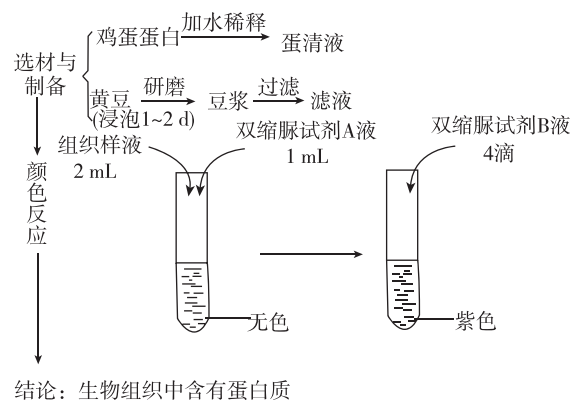 选材与
制备
鸡蛋蛋白
加水稀释
蛋清液
黄豆
(浸泡1~2 d)
研磨
豆浆
过滤
滤液
颜色反应
组织样液
2 mL
双缩脲试剂A液
1 mL
双缩脲试剂B液
4滴
无色
紫色
结论：生物组织中含有蛋白质